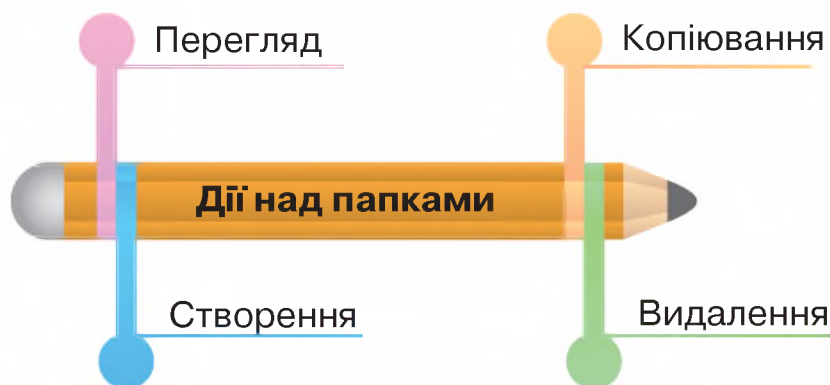 Перегляд
Копіювання
Дії над папками
Створення
Видалення